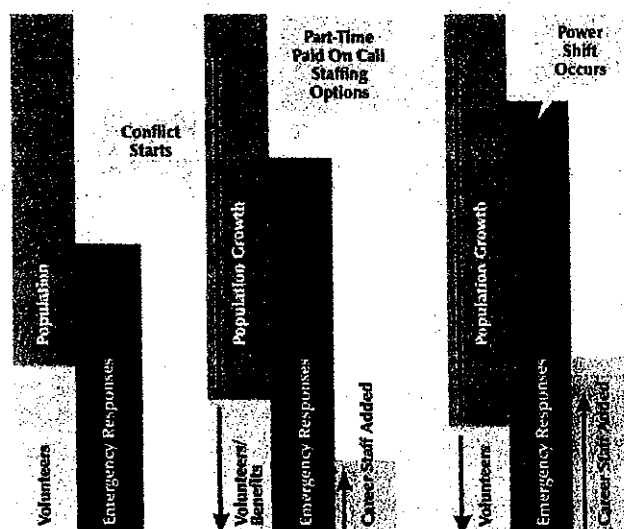 Part-Time
Paid On Call
Staffing
Options
Power
Shift
Occurs
Conflict
Starts
Population
Volunteers
Emergency Responses
Population Growth
Volunteers/
Benefits
Emergency Responses
Career Staff Added
Population Growth
Volunteers
Emergency Responses
Career Staff Added